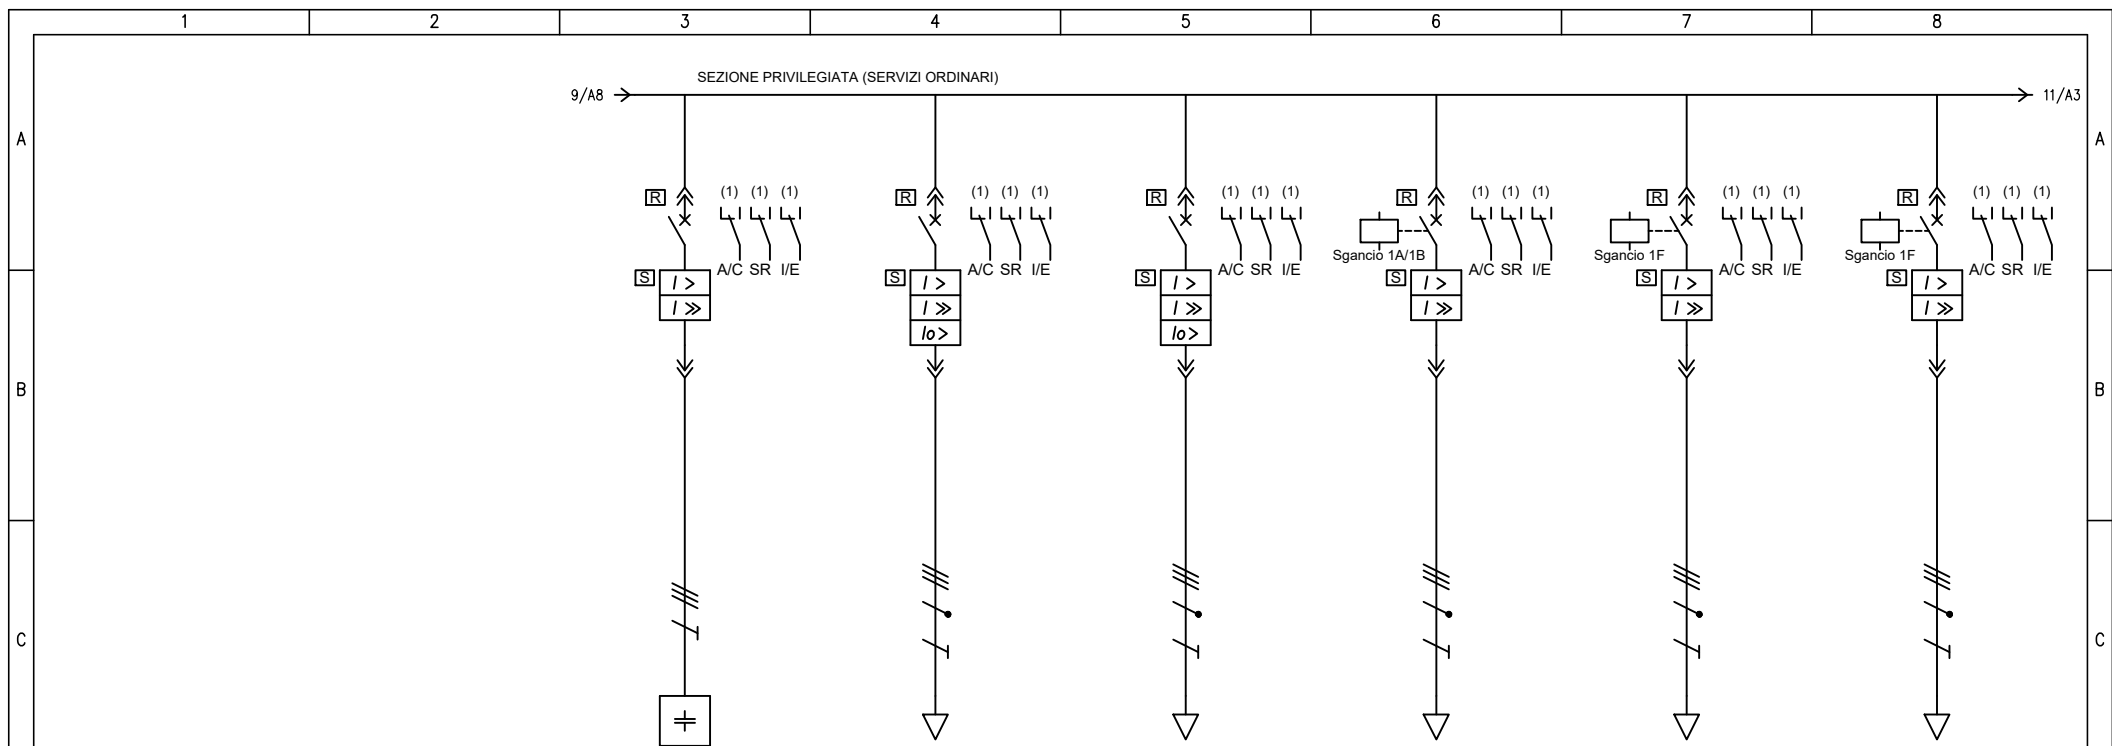 1 2 3 4 5 6 7 8
SEZIONE PRIVILEGIATA (SERVIZI ORDINARI)
9/A8 11/A3
A A
R (1) (1) (1) R (1) (1) (1) R (1) (1) (1) R (1) (1) (1) R (1) (1) (1) R (1) (1) (1)
Sgancio 1A/1B Sgancio 1F Sgancio 1F
A/C SR I/E A/C SR I/E A/C SR I/E A/C SR I/E A/C SR I/E A/C SR I/E
S I > S I > S I > S I > S I > S I >
I >> I >> I >> I >> I >> I >>
Io> Io>
B B
C C